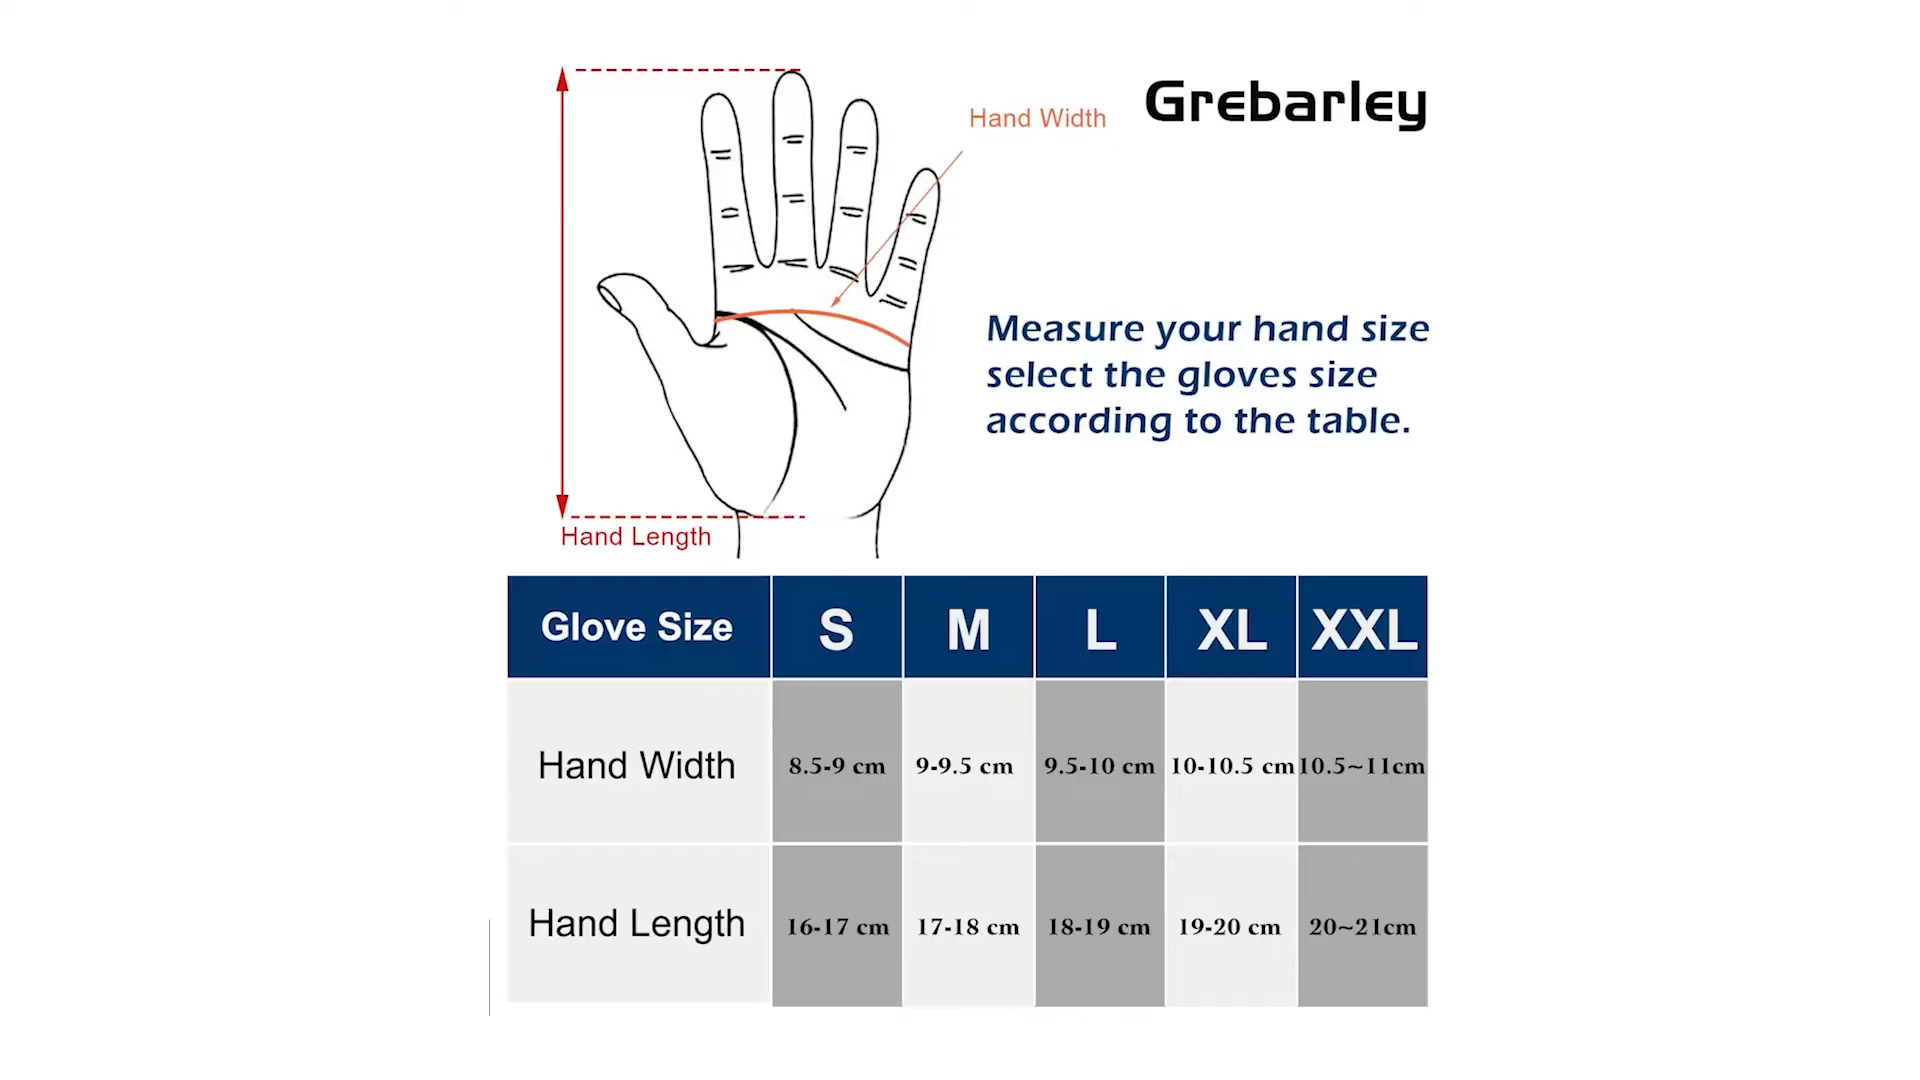 Grebarley
Hand Width
Measure your hand size
select the gloves size
according to the table.
Hand Length
Glove Size S M L XL XXL
Hand Width 8.5-9 cm 9-9.5 cm 9.5-10 cm 10-10.5 cm 10.5~11cm
Hand Length 16-17 cm 17-18 cm 18-19 cm 19-20 cm 20~21cm